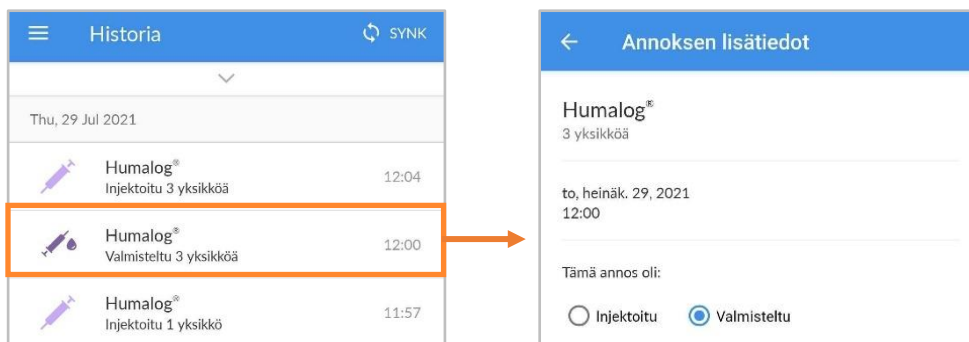 Historia
SYNK
Thu, 29 Jul 2021
Humalog®
Injektoitu 3 yksikköä
12:04
Humalog®
Valmisteltu 3 yksikköä
12:00
Humalog®
Injektoitu 1 yksikkö
11:57
Annoksen lisätiedot
Humalog®
3 yksikköä
to, heinäk. 29, 2021
12:00
Tämä annos oli:
Injektoitu
Valmisteltu